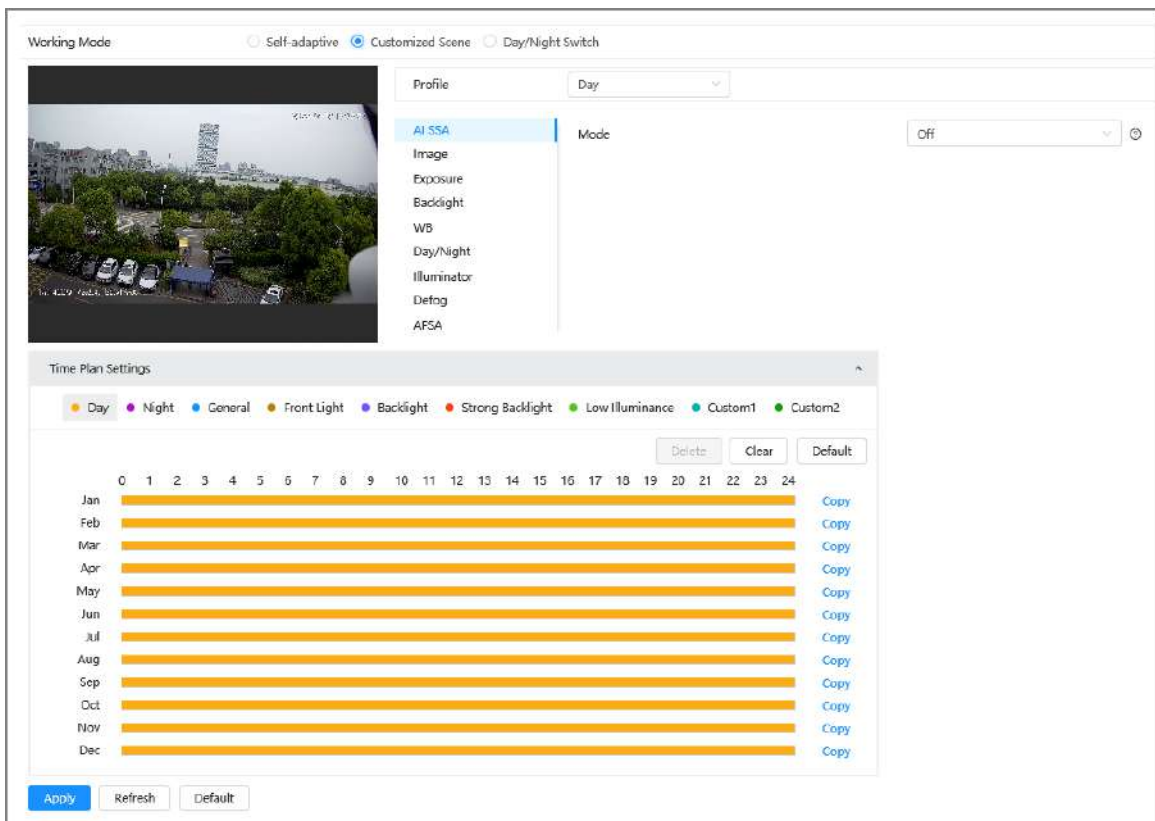 Working Mode Self-adaptive Customized Scene Day/Night Switch
Profile Day
AI SSA Mode Off
Image
Exposure
Backlight
WB
Day/Night
Illuminator
Defog
AFSA
Time Plan Settings
Day Night General Front Light Backlight Strong Backlight Low Illuminance Custom1 Custom2
Delete Clear Default
0 1 2 3 4 5 6 7 8 9 10 11 12 13 14 15 16 17 18 19 20 21 22 23 24
Jan Copy
Feb Copy
Mar Copy
Apr Copy
May Copy
Jun Copy
Jul Copy
Aug Copy
Sep Copy
Oct Copy
Nov Copy
Dec Copy
Apply Refresh Default